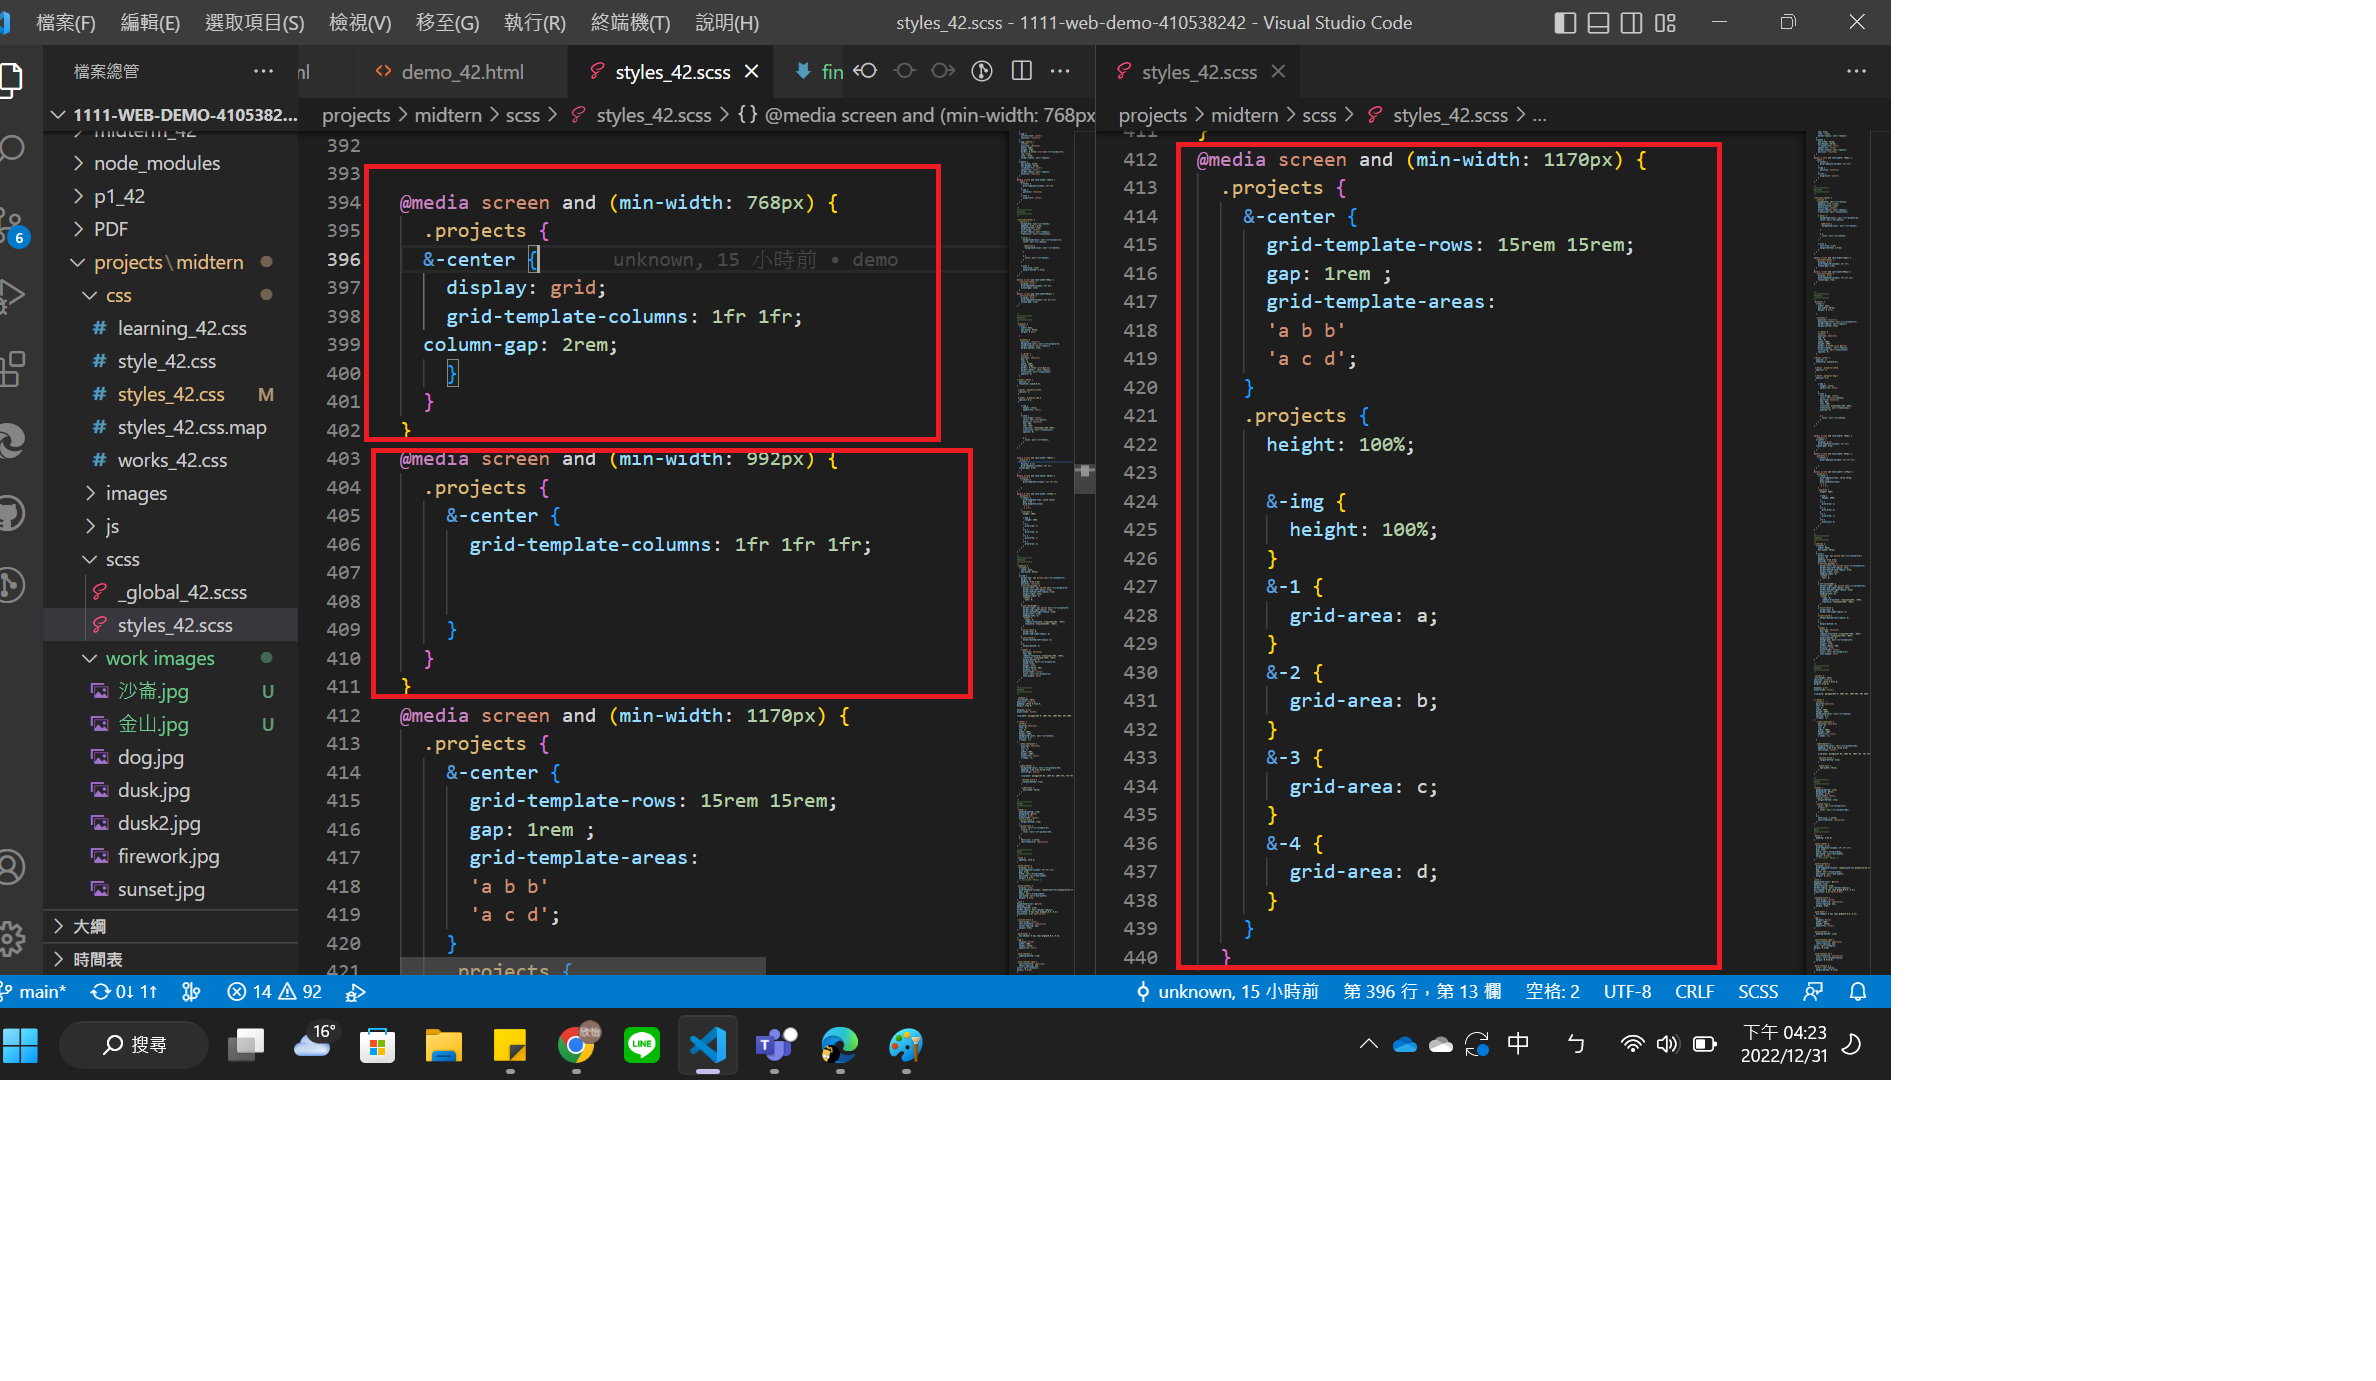 檔案(F) 編輯(E) 選取項目(S) 檢視(V) 移至(G) 執行(R) 終端機(T) 說明(H)
styles_42.scss - 1111-web-demo-410538242 - Visual Studio Code
檔案總管
1111-WEB-DEMO-4105382...
midterm_42
node_modules
p1_42
PDF
projects\midtern
css
learning_42.css
style_42.css
styles_42.css M
styles_42.css.map
works_42.css
images
js
scss
_global_42.scss
styles_42.scss
work images
沙崙.jpg U
金山.jpg U
dog.jpg
dusk.jpg
dusk2.jpg
firework.jpg
sunset.jpg
大綱
時間表
6
nl
demo_42.html
styles_42.scss
fin
projects > midtern > scss > styles_42.scss > {} @media screen and (min-width: 768px
392
393
394 @media screen and (min-width: 768px) {
395 .projects {
396 &-center { unknown, 15 小時前 • demo
397 display: grid;
398 grid-template-columns: 1fr 1fr;
399 column-gap: 2rem;
400 }
401 }
402 }
403 @media screen and (min-width: 992px) {
404 .projects {
405 &-center {
406 grid-template-columns: 1fr 1fr 1fr;
407
408
409 }
410 }
411 }
412 @media screen and (min-width: 1170px) {
413 .projects {
414 &-center {
415 grid-template-rows: 15rem 15rem;
416 gap: 1rem ;
417 grid-template-areas:
418 'a b b'
419 'a c d';
420 }
421 .projects {
styles_42.scss
projects > midtern > scss > styles_42.scss > ...
411 }
412 @media screen and (min-width: 1170px) {
413 .projects {
414 &-center {
415 grid-template-rows: 15rem 15rem;
416 gap: 1rem ;
417 grid-template-areas:
418 'a b b'
419 'a c d';
420 }
421 .projects {
422 height: 100%;
423
424 &-img {
425 height: 100%;
426 }
427 &-1 {
428 grid-area: a;
429 }
430 &-2 {
431 grid-area: b;
432 }
433 &-3 {
434 grid-area: c;
435 }
436 &-4 {
437 grid-area: d;
438 }
439 }
440 }
main* 0↓ 1↑ 14 92
unknown, 15 小時前 第 396 行，第 13 欄 空格: 2 UTF-8 CRLF SCSS
搜尋
16°
LINE
中 ㄅ
下午 04:23
2022/12/31